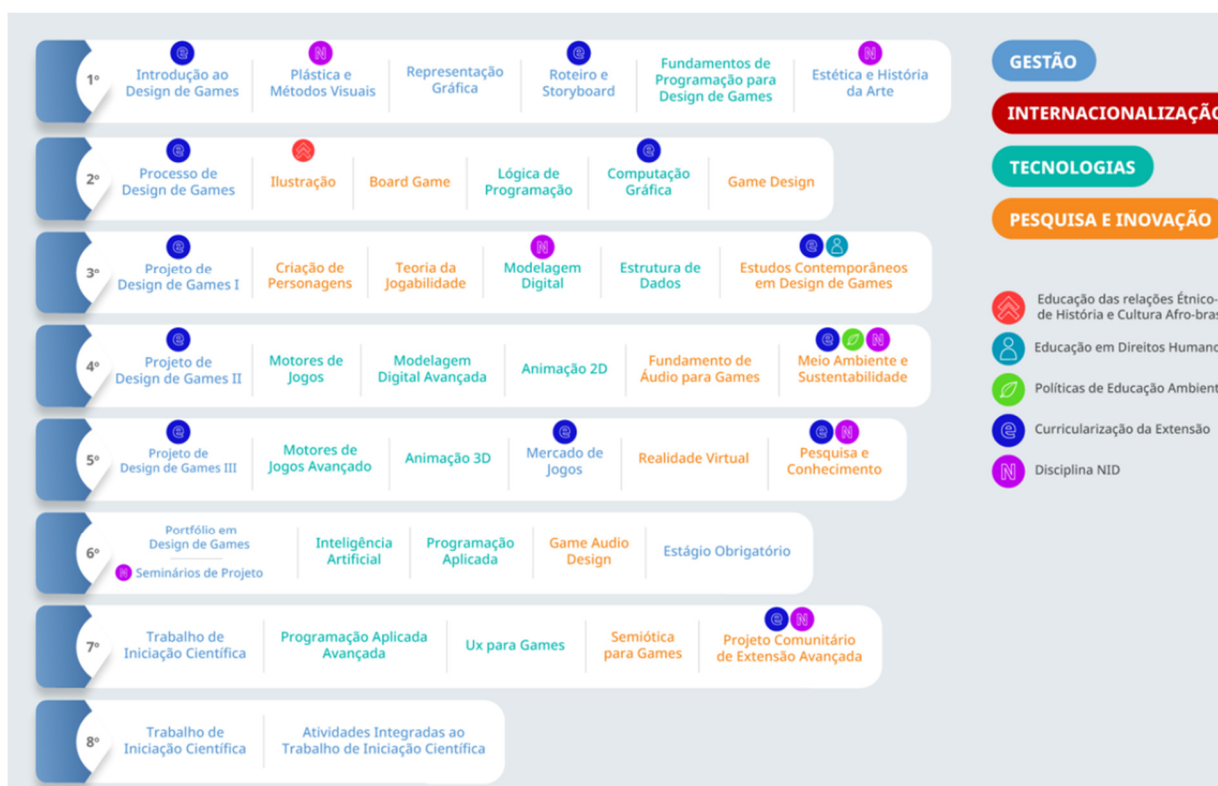 1º
Introdução ao
Design de Games
Plástica e
Métodos Visuais
Representação
Gráfica
Roteiro e
Storyboard
Fundamentos de
Programação para
Design de Games
Estética e História
da Arte
2º
Processo de
Design de Games
Ilustração
Board Game
Lógica de
Programação
Computação
Gráfica
Game Design
3º
Projeto de
Design de Games I
Criação de
Personagens
Teoria da
Jogabilidade
Modelagem
Digital
Estrutura de
Dados
Estudos Contemporâneos
em Design de Games
4º
Projeto de
Design de Games II
Motores de
Jogos
Modelagem
Digital Avançada
Animação 2D
Fundamento de
Áudio para Games
Meio Ambiente e
Sustentabilidade
5º
Projeto de
Design de Games III
Motores de
Jogos Avançado
Animação 3D
Mercado de
Jogos
Realidade Virtual
Pesquisa e
Conhecimento
6º
Portfólio em
Design de Games
Seminários de Projeto
Inteligência
Artificial
Programação
Aplicada
Game Audio
Design
Estágio Obrigatório
7º
Trabalho de
Iniciação Científica
Programação Aplicada
Avançada
Ux para Games
Semiótica
para Games
Projeto Comunitário
de Extensão Avançada
8º
Trabalho de
Iniciação Científica
Atividades Integradas ao
Trabalho de Iniciação Científica
GESTÃO
INTERNACIONALIZAÇÃO
TECNOLOGIAS
PESQUISA E INOVAÇÃO
Educação das relações Étnico-
de História e Cultura Afro-bras
Educação em Direitos Humano
Políticas de Educação Ambient
e Curricularização da Extensão
N Disciplina NID